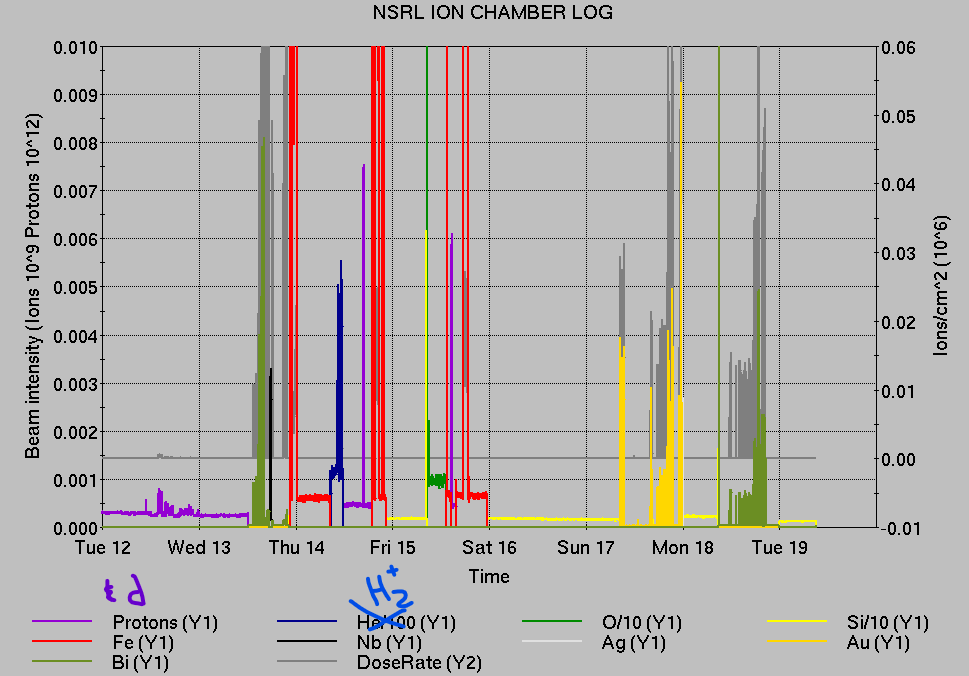 NSRL ION CHAMBER LOG
0.010
0.009
0.008
0.007
0.006
0.005
0.004
0.003
0.002
0.001
0.000
Beam intensity (Ions 10^9 Protons 10^12)
0.06
0.05
0.04
0.03
0.02
0.01
0.00
-0.01
Ions/cm^2 (10^6)
Tue 12 Wed 13 Thu 14 Fri 15 Sat 16 Sun 17 Mon 18 Tue 19
Time
H2+
Protons (Y1) He/100 (Y1) O/10 (Y1) Si/10 (Y1)
Fe (Y1) Nb (Y1) Ag (Y1) Au (Y1)
Bi (Y1) DoseRate (Y2)